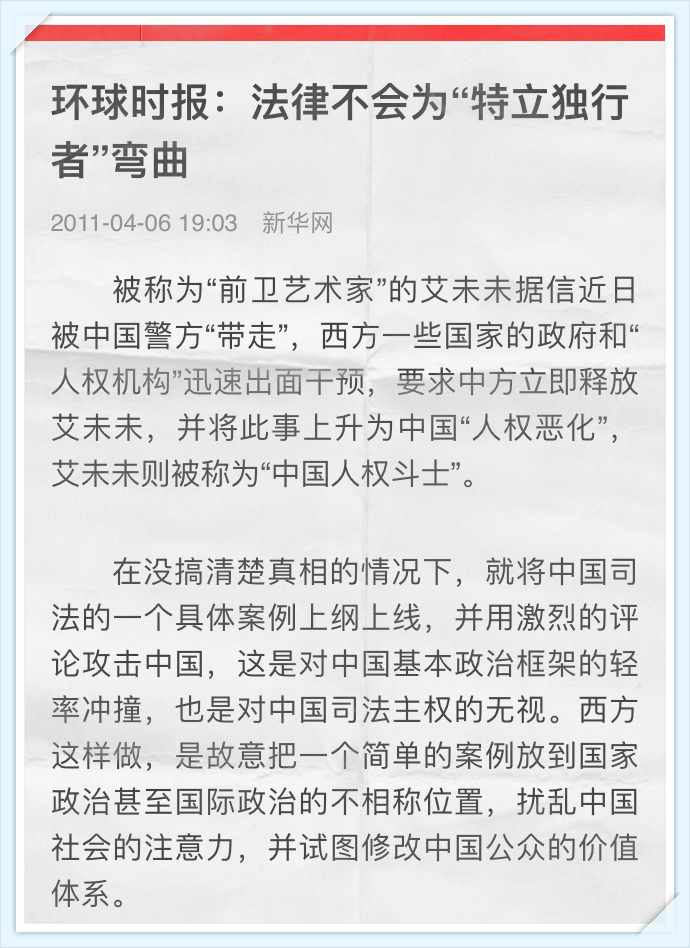 环球时报：法律不会为“特立独行
者”弯曲
2011-04-06 19:03 新华网
被称为“前卫艺术家”的艾未未据信近日
被中国警方“带走”，西方一些国家的政府和“
人权机构”迅速出面干预，要求中方立即释放
艾未未，并将此事上升为中国“人权恶化”，
艾未未则被称为“中国人权斗士”。
在没搞清楚真相的情况下，就将中国司
法的一个具体案例上纲上线，并用激烈的评
论攻击中国，这是对中国基本政治框架的轻
率冲撞，也是对中国司法主权的无视。西方
这样做，是故意把一个简单的案例放到国家
政治甚至国际政治的不相称位置，扰乱中国
社会的注意力，并试图修改中国公众的价值
体系。